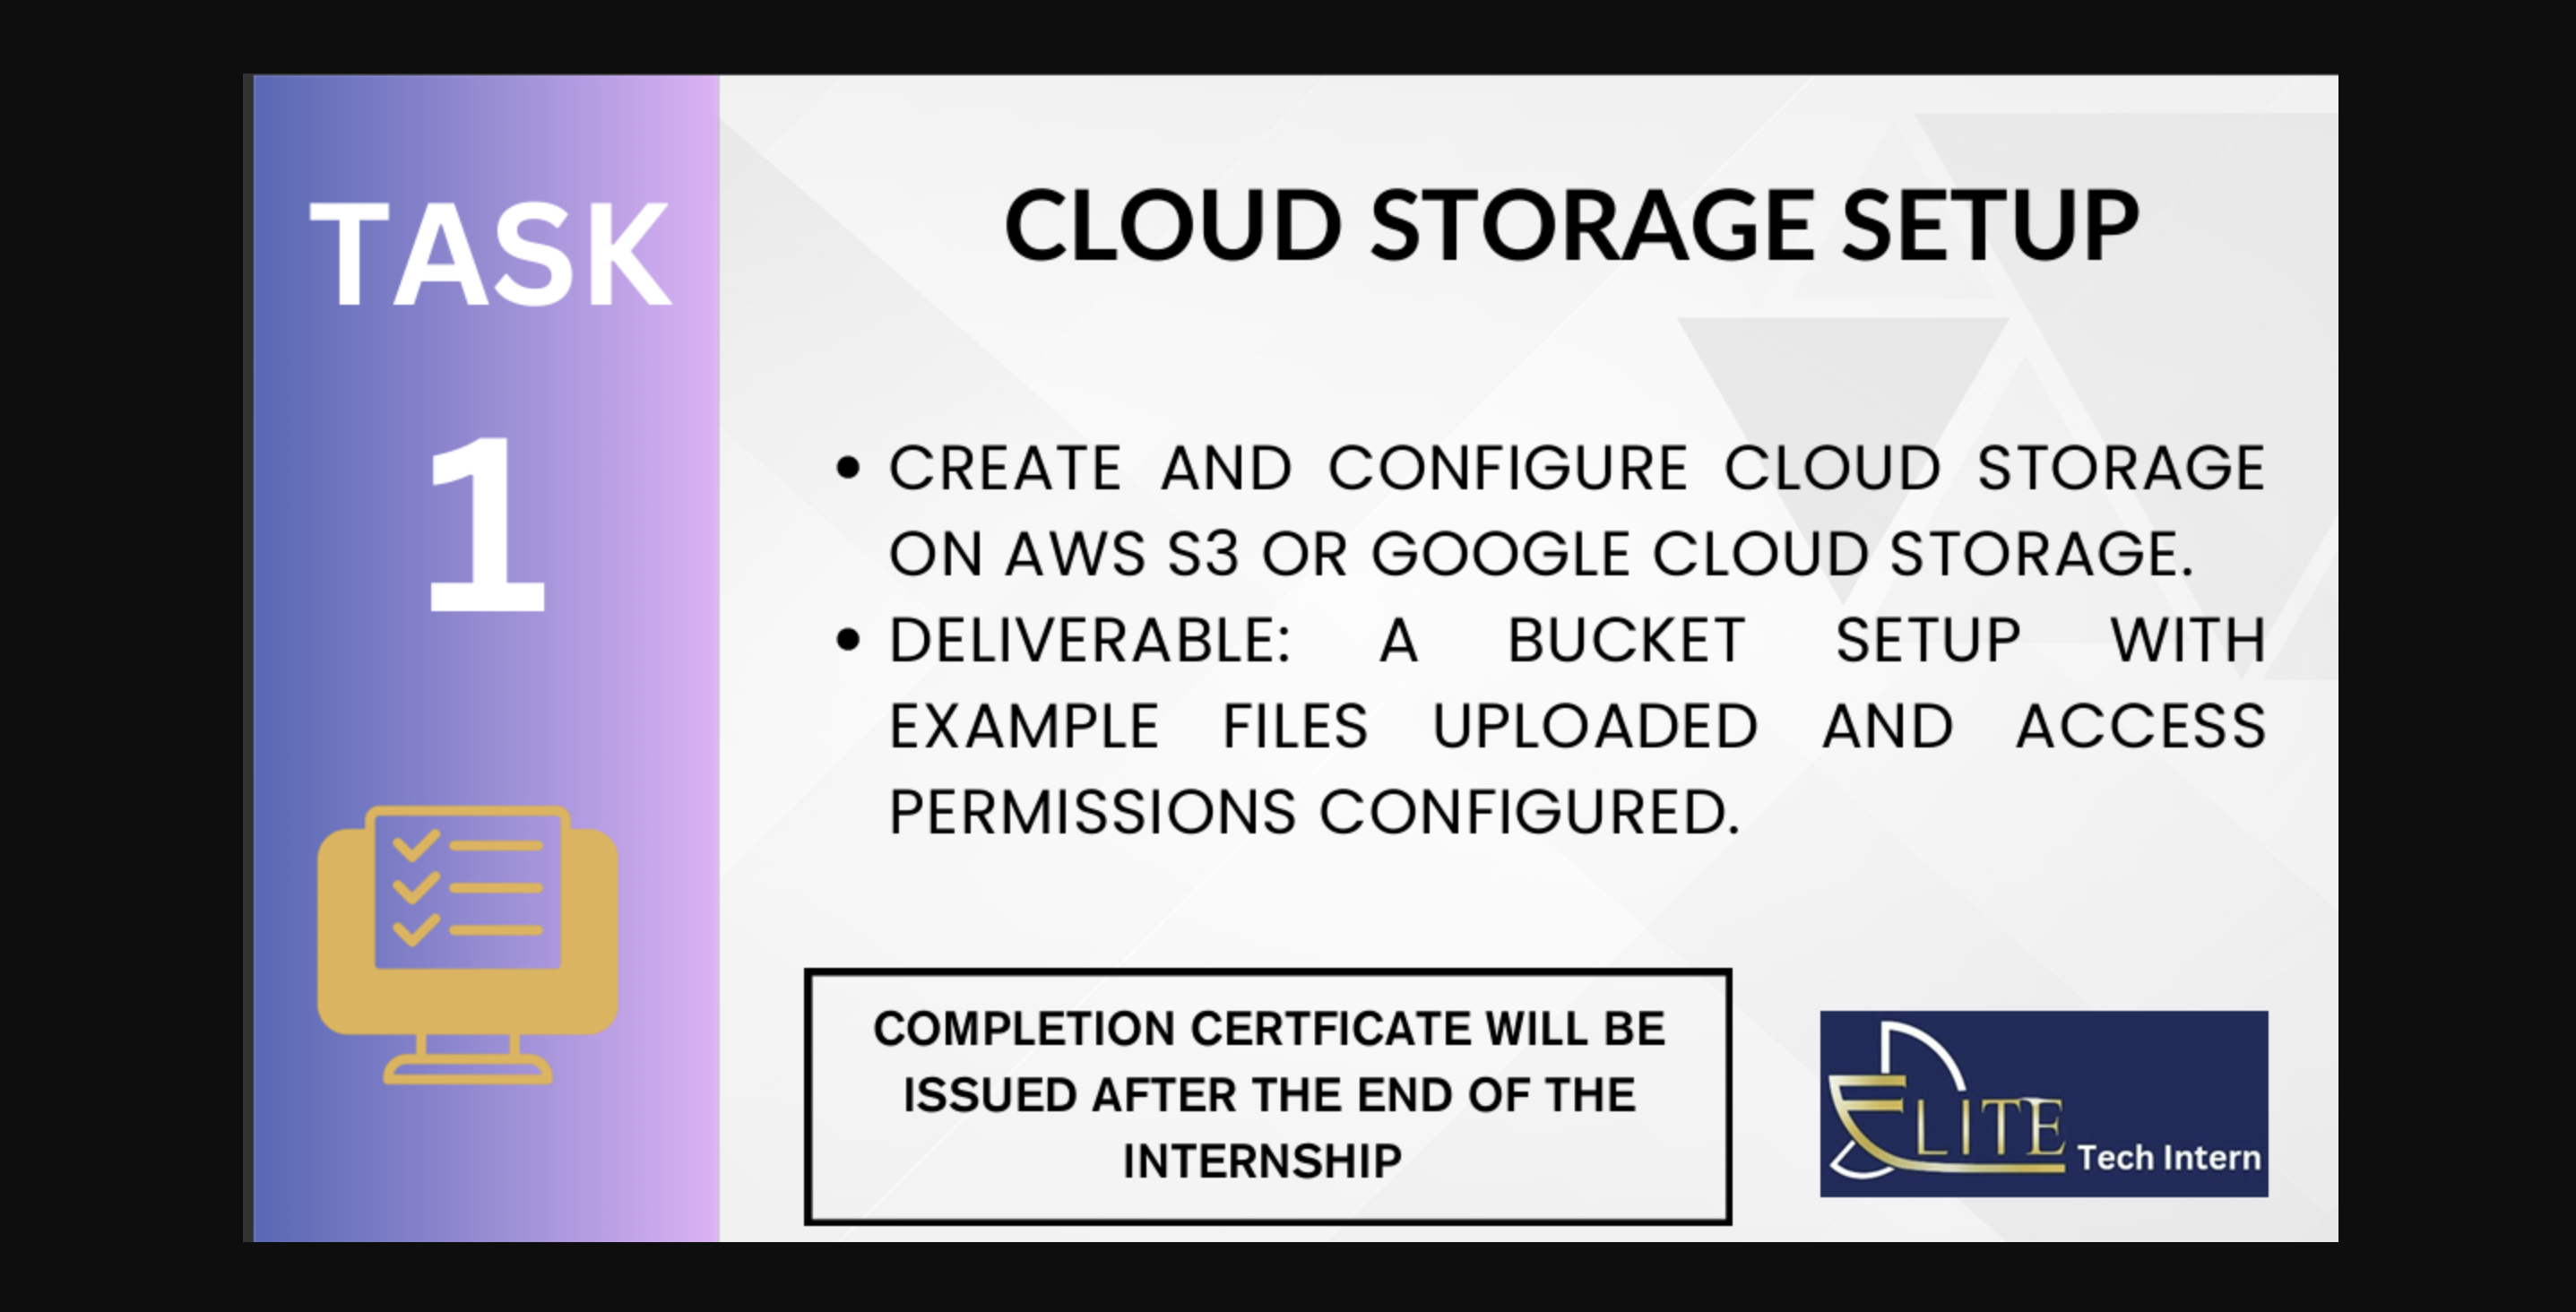 TASK
1
CLOUD STORAGE SETUP
• CREATE AND CONFIGURE CLOUD STORAGE
ON AWS S3 OR GOOGLE CLOUD STORAGE.
• DELIVERABLE: A BUCKET SETUP WITH
EXAMPLE FILES UPLOADED AND ACCESS
PERMISSIONS CONFIGURED.
COMPLETION CERTFICATE WILL BE
ISSUED AFTER THE END OF THE
INTERNSHIP
ELITE Tech Intern